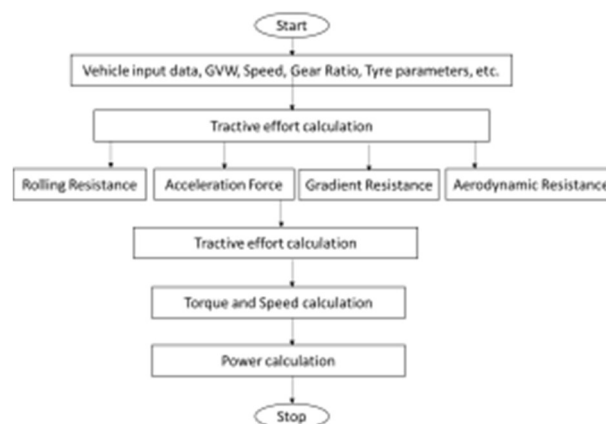 Start
Vehicle input data, GVW, Speed, Gear Ratio, Tyre parameters, etc.
Tractive effort calculation
Rolling Resistance
Acceleration Force
Gradient Resistance
Aerodynamic Resistance
Tractive effort calculation
Torque and Speed calculation
Power calculation
Stop